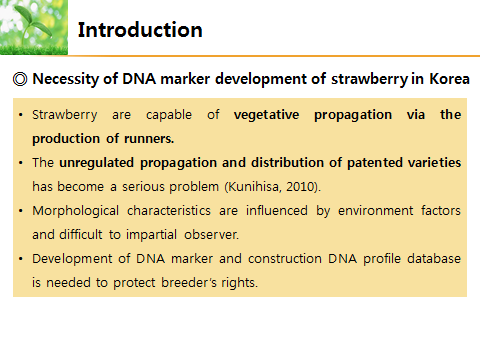 Introduction
◎ Necessity of DNA marker development of strawberry in Korea
• Strawberry are capable of vegetative propagation via the
production of runners.
• The unregulated propagation and distribution of patented varieties
has become a serious problem (Kunihisa, 2010).
• Morphological characteristics are influenced by environment factors
and difficult to impartial observer.
• Development of DNA marker and construction DNA profile database
is needed to protect breeder's rights.